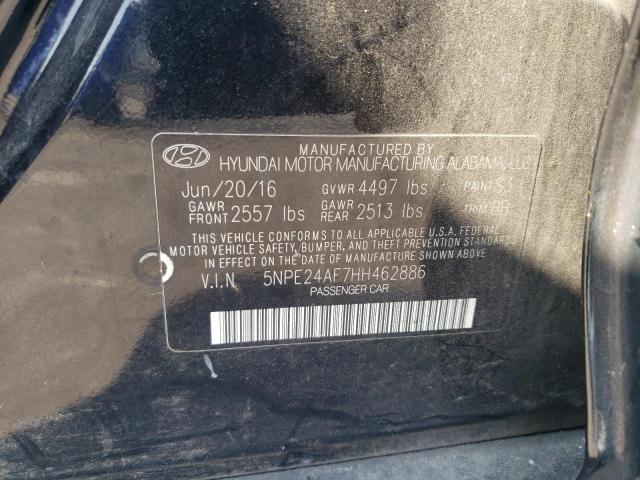 MANUFACTURED BY
HYUNDAI MOTOR MANUFACTURING ALABAMA, LLC
Jun/20/16 GVWR 4497 lbs PAINT
GAWR FRONT 2557 lbs GAWR REAR 2513 lbs TRIM
THIS VEHICLE CONFORMS TO ALL APPLICABLE U.S.A. FEDERAL
MOTOR VEHICLE SAFETY, BUMPER, AND THEFT PREVENTION STANDARDS
IN EFFECT ON THE DATE OF MANUFACTURE SHOWN ABOVE
V.I.N 5NPE24AF7HH462886
PASSENGER CAR